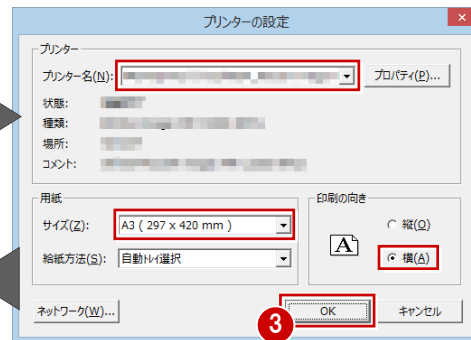 プリンターの設定
プリンター
プリンター名(N):
プロパティ(P)...
状態:
種類:
場所:
コメント:
用紙
サイズ(Z):
A3 ( 297 x 420 mm )
給紙方法(S):
自動ﾄﾚｲ選択
印刷の向き
A
縦(O)
横(A)
ネットワーク(W)...
3
OK
キャンセル